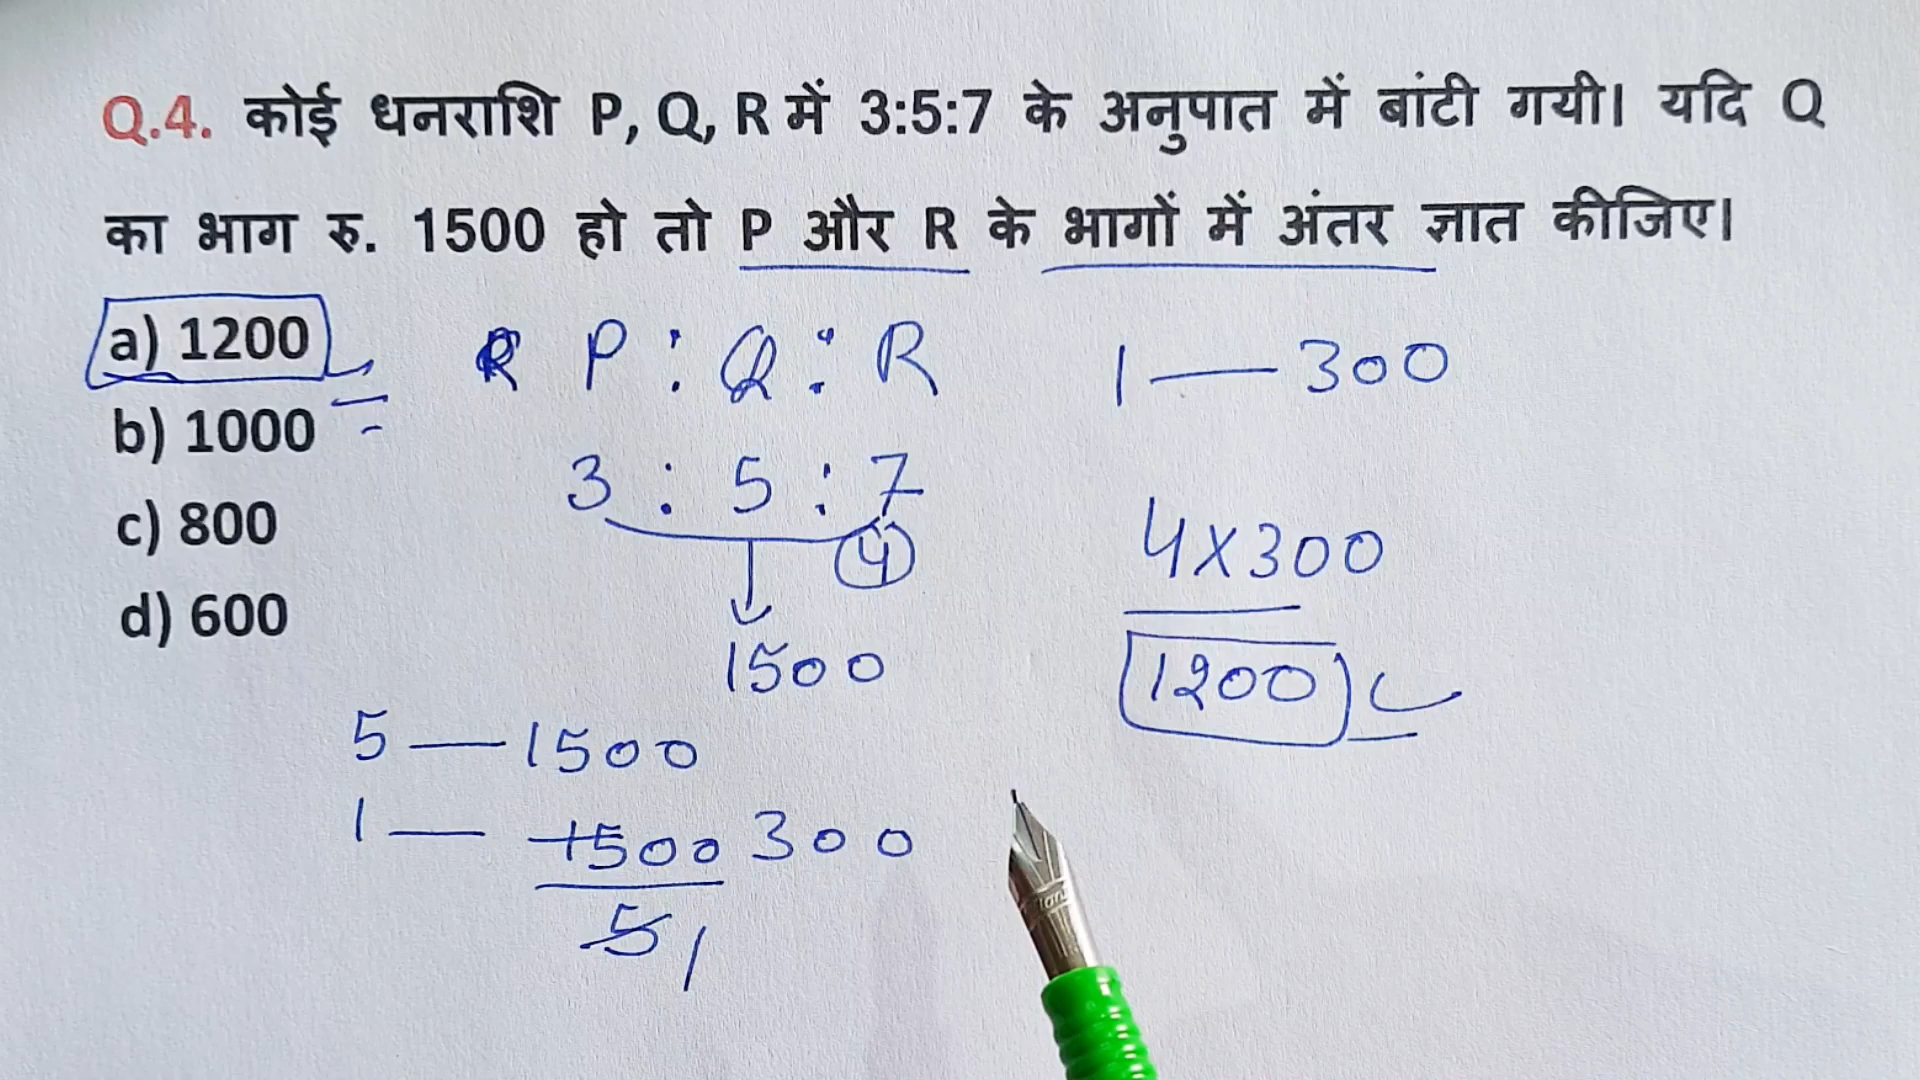 Q.4. कोई धनराशि P, Q, R में 3:5:7 के अनुपात में बांटी गयी। यदि Q
का भाग रु. 1500 हो तो P और R के भागों में अंतर ज्ञात कीजिए।
a) 1200
b) 1000
c) 800
d) 600
P : Q : R
3 : 5 : 7
4
1500
5 — 1500
1 — 1500 300
5 1
1 — 300
4 x 300
1200